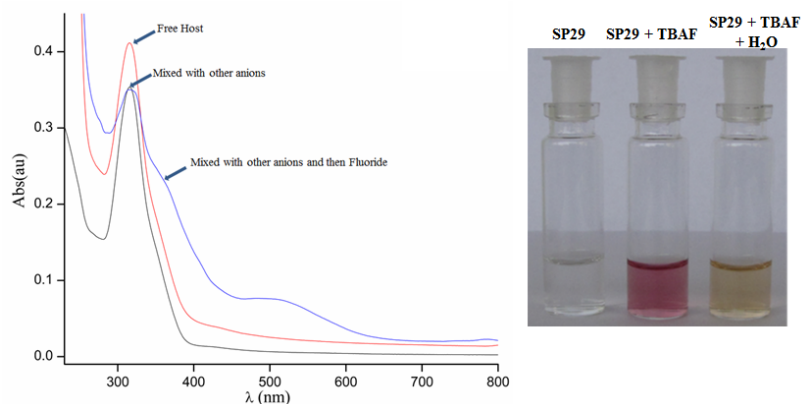 Free Host
Mixed with other anions
Mixed with other anions and then Fluoride
Abs(au)
0.4
0.3
0.2
0.1
0.0
300
400
500
600
700
800
λ (nm)
SP29
SP29 + TBAF
SP29 + TBAF
+ H₂O